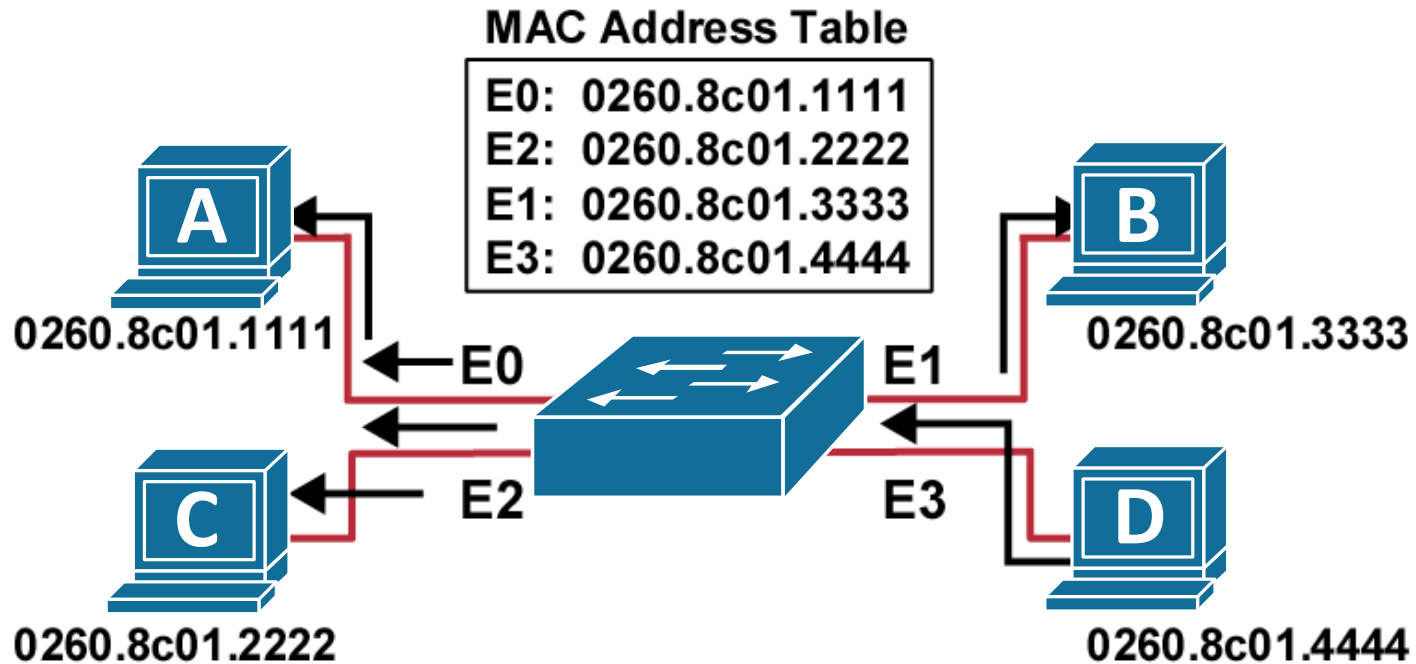 MAC Address Table
E0: 0260.8c01.1111
E2: 0260.8c01.2222
E1: 0260.8c01.3333
E3: 0260.8c01.4444
A
B
0260.8c01.1111
0260.8c01.3333
E0
E1
E2
E3
C
D
0260.8c01.2222
0260.8c01.4444